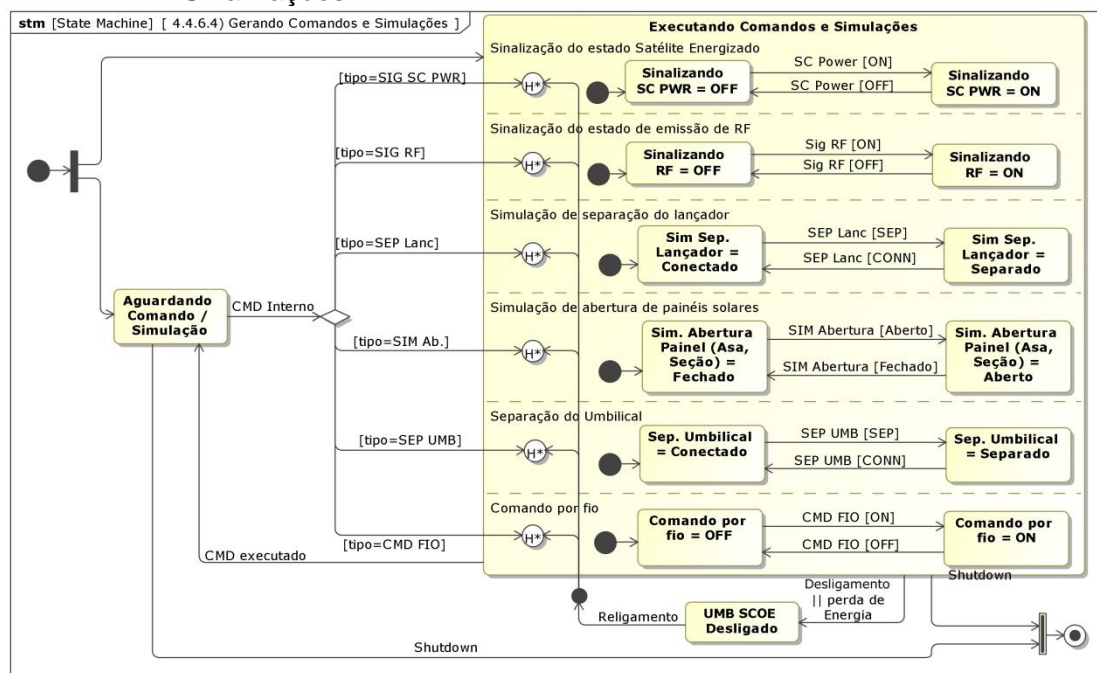 stm [State Machine] [ 4.4.6.4) Gerando Comandos e Simulações ]
Executando Comandos e Simulações
Sinalização do estado Satélite Energizado
[tipo=SIG SC PWR]
H*
Sinalizando
SC PWR = OFF
SC Power [ON]
SC Power [OFF]
Sinalizando
SC PWR = ON
Sinalização do estado de emissão de RF
[tipo=SIG RF]
H*
Sinalizando
RF = OFF
Sig RF [ON]
Sig RF [OFF]
Sinalizando
RF = ON
Simulação de separação do lançador
[tipo=SEP Lanc]
H*
Sim Sep.
Lançador =
Conectado
SEP Lanc [SEP]
SEP Lanc [CONN]
Sim Sep.
Lançador =
Separado
Aguardando
Comando /
Simulação
CMD Interno
Simulação de abertura de painéis solares
[tipo=SIM Ab.]
H*
Sim. Abertura
Painel (Asa,
Seção) =
Fechado
SIM Abertura [Aberto]
SIM Abertura [Fechado]
Sim. Abertura
Painel (Asa,
Seção) =
Aberto
Separação do Umbilical
[tipo=SEP UMB]
H*
Sep. Umbilical
= Conectado
SEP UMB [SEP]
SEP UMB [CONN]
Sep. Umbilical
= Separado
Comando por fio
[tipo=CMD FIO]
H*
Comando por
fio = OFF
CMD FIO [ON]
CMD FIO [OFF]
Comando por
fio = ON
CMD executado
Shutdown
Desligamento
|| perda de
Energia
Religamento
UMB SCOE
Desligado
Shutdown